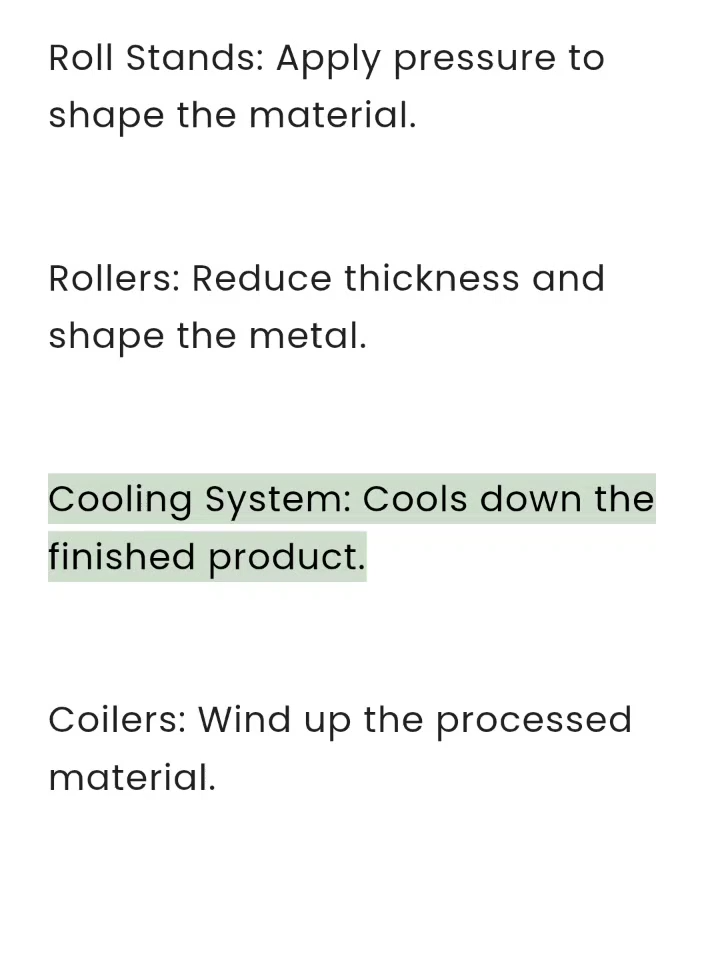 Roll Stands: Apply pressure to
shape the material.
Rollers: Reduce thickness and
shape the metal.
Cooling System: Cools down the
finished product.
Coilers: Wind up the processed
material.